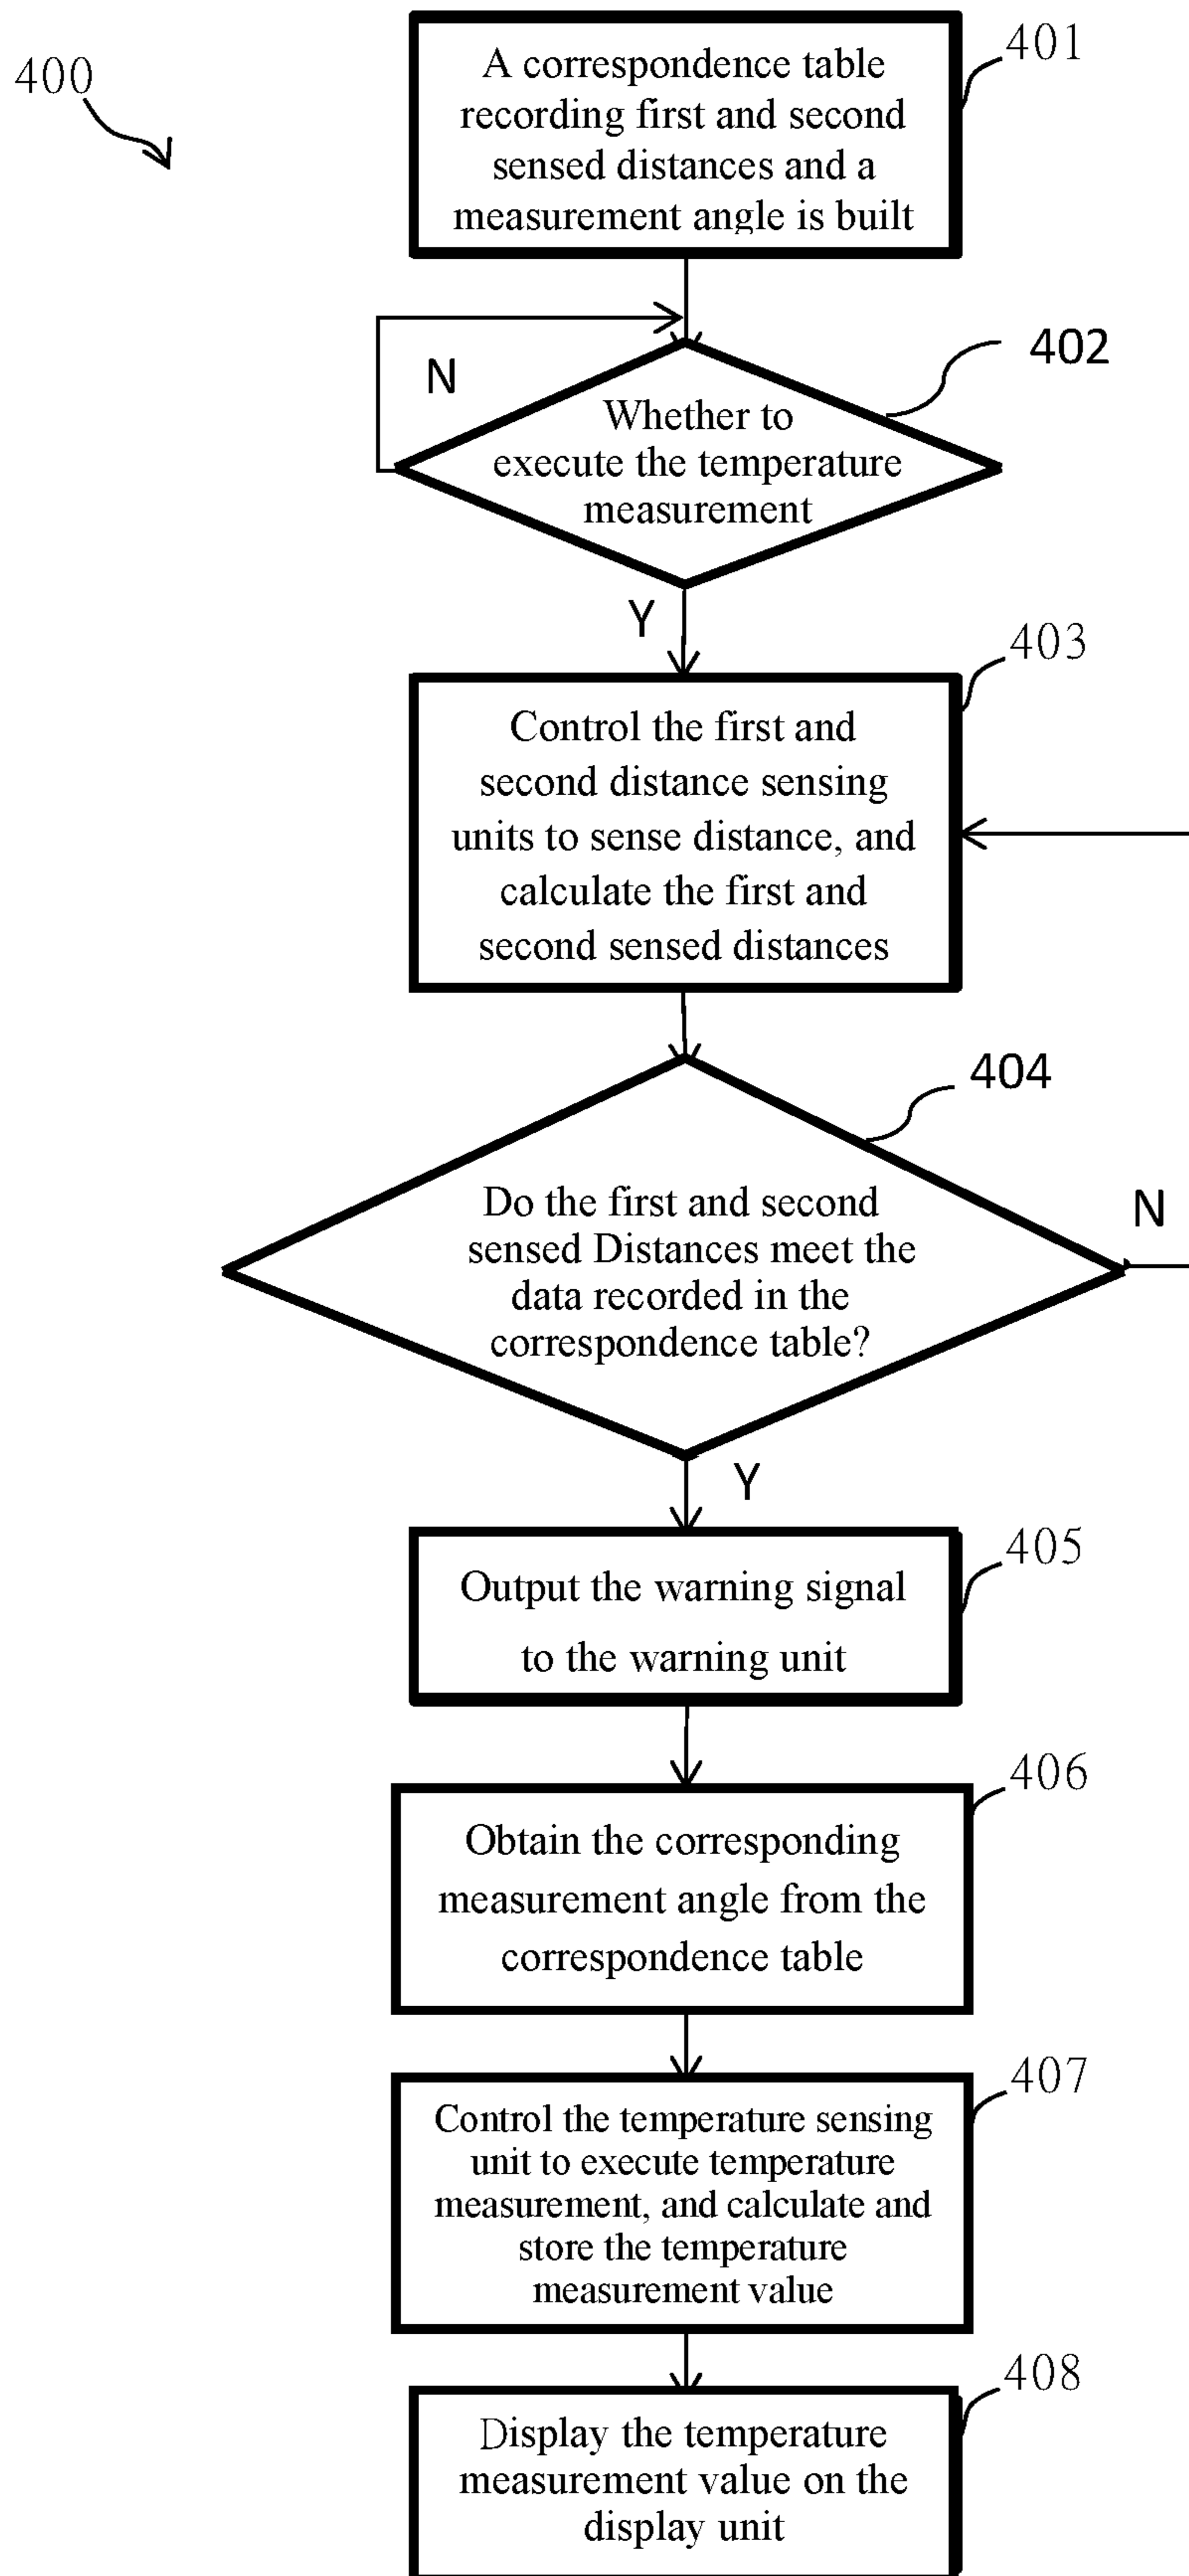 400
A correspondence table
recording first and second
sensed distances and a
measurement angle is built
401
N
402
Whether to
execute the temperature
measurement
Y
403
Control the first and
second distance sensing
units to sense distance, and
calculate the first and
second sensed distances
404
Do the first and second
sensed Distances meet the
data recorded in the
correspondence table?
N
Y
405
Output the warning signal
to the warning unit
406
Obtain the corresponding
measurement angle from the
correspondence table
407
Control the temperature sensing
unit to execute temperature
measurement, and calculate and
store the temperature
measurement value
408
Display the temperature
measurement value on the
display unit